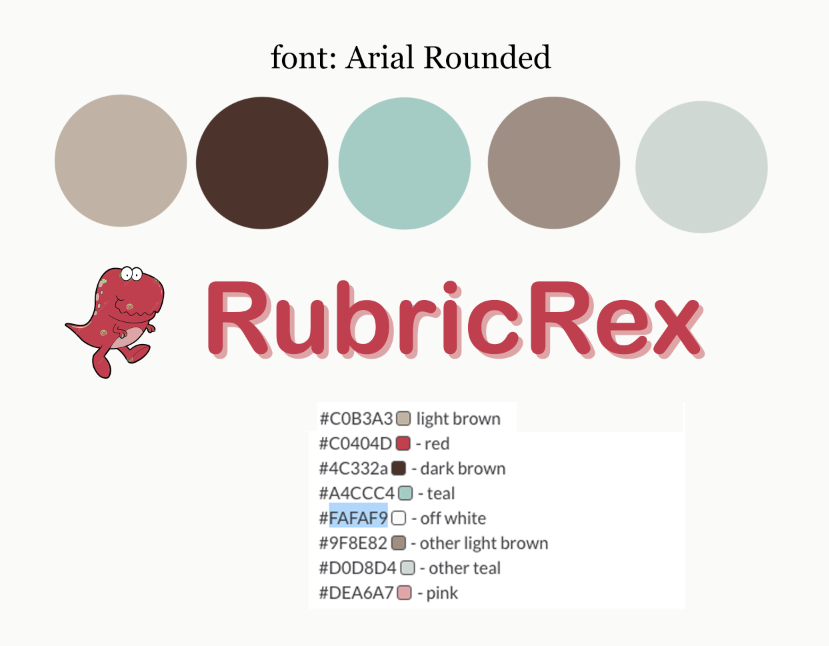 font: Arial Rounded
RubricRex
#C0B3A3 light brown
#C0404D - red
#4C332a - dark brown
#A4CCC4 - teal
#FAFAF9 - off white
#9F8E82 - other light brown
#D0D8D4 - other teal
#DEA6A7 - pink